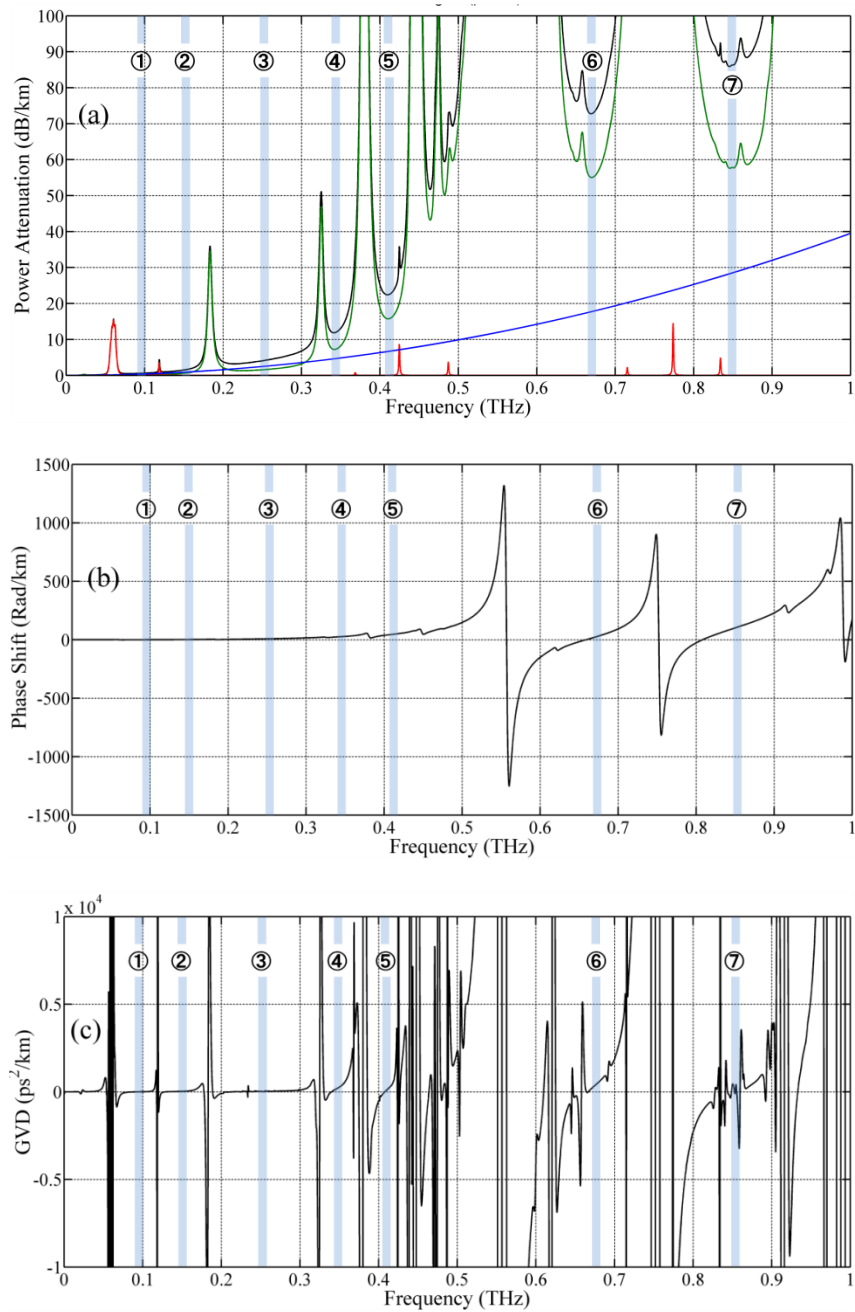 100
90
80
70
60
50
40
30
20
10
0
Power Attenuation (dB/km)
(a)
① ② ③ ④ ⑤ ⑥ ⑦
0 0.1 0.2 0.3 0.4 0.5 0.6 0.7 0.8 0.9 1
Frequency (THz)
1500
1000
500
0
-500
-1000
-1500
Phase Shift (Rad/km)
(b)
① ② ③ ④ ⑤ ⑥ ⑦
0 0.1 0.2 0.3 0.4 0.5 0.6 0.7 0.8 0.9 1
Frequency (THz)
x 10⁴
1
0.5
0
-0.5
-1
GVD (ps²/km)
(c)
① ② ③ ④ ⑤ ⑥ ⑦
0 0.1 0.2 0.3 0.4 0.5 0.6 0.7 0.8 0.9 1
Frequency (THz)